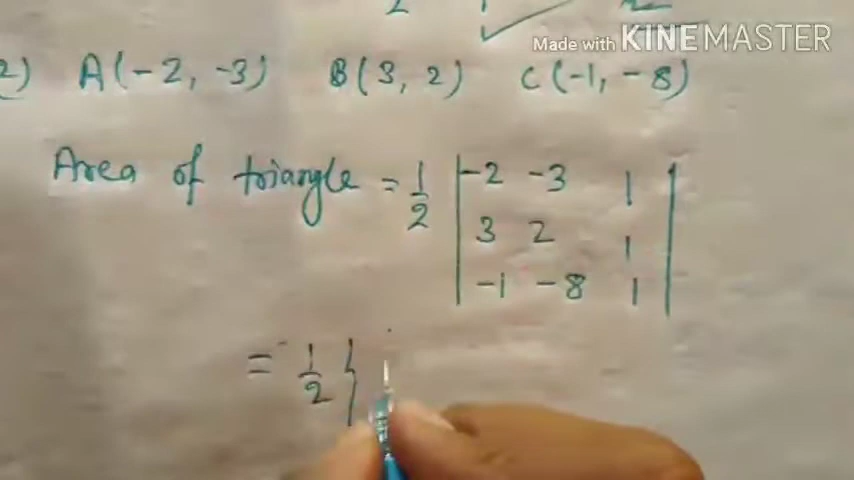 Made with KINEMASTER
2) A(-2, -3) B(3, 2) C(-1, -8)
Area of triangle = 1/2 | -2 -3 1 |
| 3 2 1 |
| -1 -8 1 |
= 1/2 {